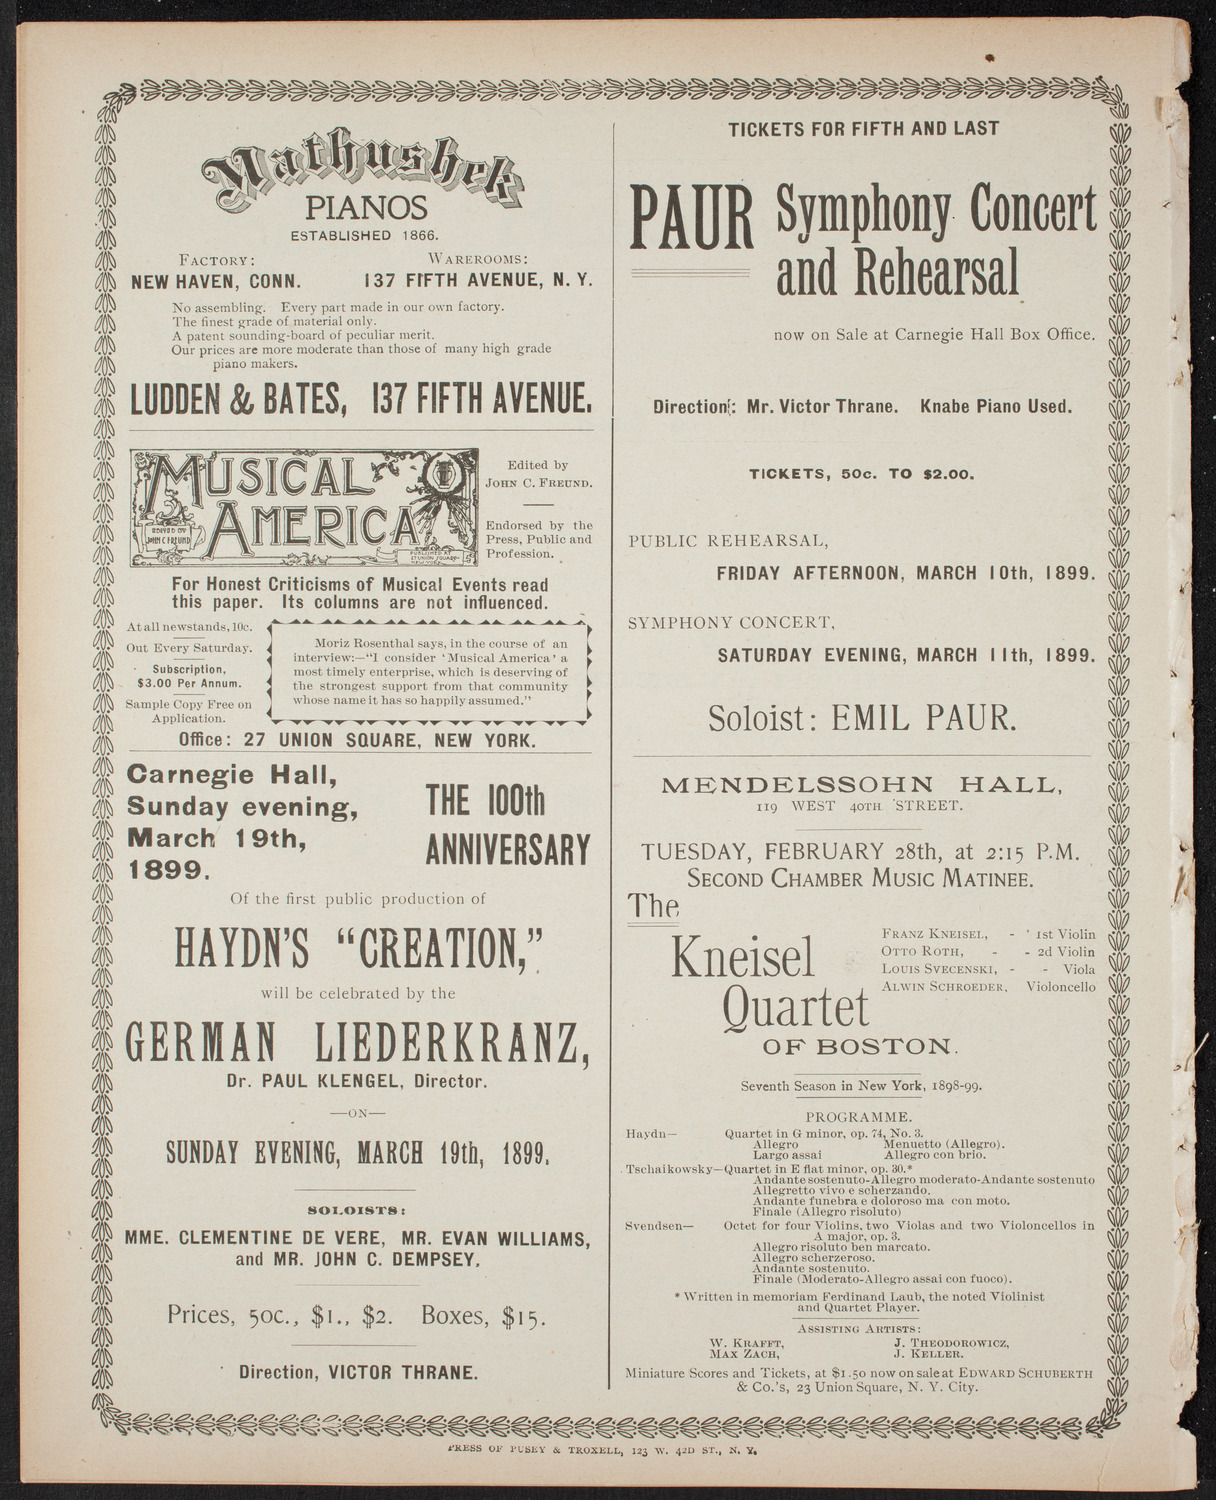 Mathushek
PIANOS
ESTABLISHED 1866.
FACTORY:
NEW HAVEN, CONN.
WAREROOMS:
137 FIFTH AVENUE, N. Y.
No assembling. Every part made in our own factory.
The finest grade of material only.
A patent sounding-board of peculiar merit.
Our prices are more moderate than those of many high grade
piano makers.
LUDDEN & BATES, 137 FIFTH AVENUE.
MUSICAL
AMERICA
EDITED BY
JOHN C FREUND
PUBLISHED AT
27 UNION SQUARE
NEW YORK
Edited by
JOHN C. FREUND.
Endorsed by the
Press, Public and
Profession.
For Honest Criticisms of Musical Events read
this paper. Its columns are not influenced.
At all newstands, 10c.
Out Every Saturday.
Subscription,
$3.00 Per Annum.
Sample Copy Free on
Application.
Moriz Rosenthal says, in the course of an
interview:—"I consider 'Musical America' a
most timely enterprise, which is deserving of
the strongest support from that community
whose name it has so happily assumed."
Office: 27 UNION SQUARE, NEW YORK.
Carnegie Hall,
Sunday evening,
March 19th,
1899.
THE 100th
ANNIVERSARY
Of the first public production of
HAYDN'S "CREATION,"
will be celebrated by the
GERMAN LIEDERKRANZ,
Dr. PAUL KLENGEL, Director.
—ON—
SUNDAY EVENING, MARCH 19th, 1899.
SOLOISTS:
MME. CLEMENTINE DE VERE, MR. EVAN WILLIAMS,
and MR. JOHN C. DEMPSEY.
Prices, 50c., $1., $2. Boxes, $15.
Direction, VICTOR THRANE.
TICKETS FOR FIFTH AND LAST
PAUR Symphony Concert
and Rehearsal
now on Sale at Carnegie Hall Box Office.
Direction: Mr. Victor Thrane. Knabe Piano Used.
TICKETS, 50c. TO $2.00.
PUBLIC REHEARSAL,
FRIDAY AFTERNOON, MARCH 10th, 1899.
SYMPHONY CONCERT,
SATURDAY EVENING, MARCH 11th, 1899.
Soloist: EMIL PAUR.
MENDELSSOHN HALL,
119 WEST 40TH STREET.
TUESDAY, FEBRUARY 28th, at 2:15 P.M.
SECOND CHAMBER MUSIC MATINEE.
The
Kneisel
Quartet
OF BOSTON.
FRANZ KNEISEL, - 1st Violin
OTTO ROTH, - - 2d Violin
LOUIS SVECENSKI, - - Viola
ALWIN SCHROEDER, Violoncello
Seventh Season in New York, 1898-99.
PROGRAMME.
Haydn— Quartet in G minor, op. 74, No. 3.
Allegro Menuetto (Allegro).
Largo assai Allegro con brio.
Tschaikowsky—Quartet in E flat minor, op. 30.*
Andante sostenuto-Allegro moderato-Andante sostenuto
Allegretto vivo e scherzando.
Andante funebra e doloroso ma con moto.
Finale (Allegro risoluto)
Svendsen— Octet for four Violins, two Violas and two Violoncellos in
A major, op. 3.
Allegro risoluto ben marcato.
Allegro scherzeroso.
Andante sostenuto.
Finale (Moderato-Allegro assai con fuoco).
* Written in memoriam Ferdinand Laub, the noted Violinist
and Quartet Player.
ASSISTING ARTISTS:
W. KRAFFT, J. THEODOROWICZ,
MAX ZACH, J. KELLER.
Miniature Scores and Tickets, at $1.50 now on sale at EDWARD SCHUBERTH
& Co.'s, 23 Union Square, N. Y. City.
PRESS OF PUSEY & TROXELL, 123 W. 42D ST., N. Y.